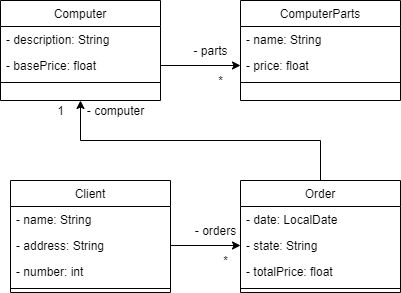 Computer
- description: String
- basePrice: float
- parts
*
ComputerParts
- name: String
- price: float
1
- computer
Client
- name: String
- address: String
- number: int
- orders
*
Order
- date: LocalDate
- state: String
- totalPrice: float